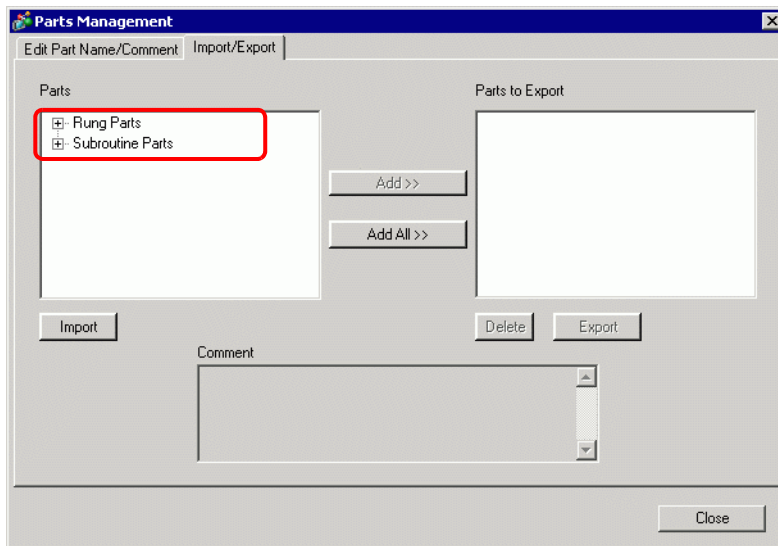 Parts Management
Edit Part Name/Comment Import/Export
Parts
Parts to Export
Rung Parts
Subroutine Parts
Add >>
Add All >>
Import
Delete Export
Comment
Close